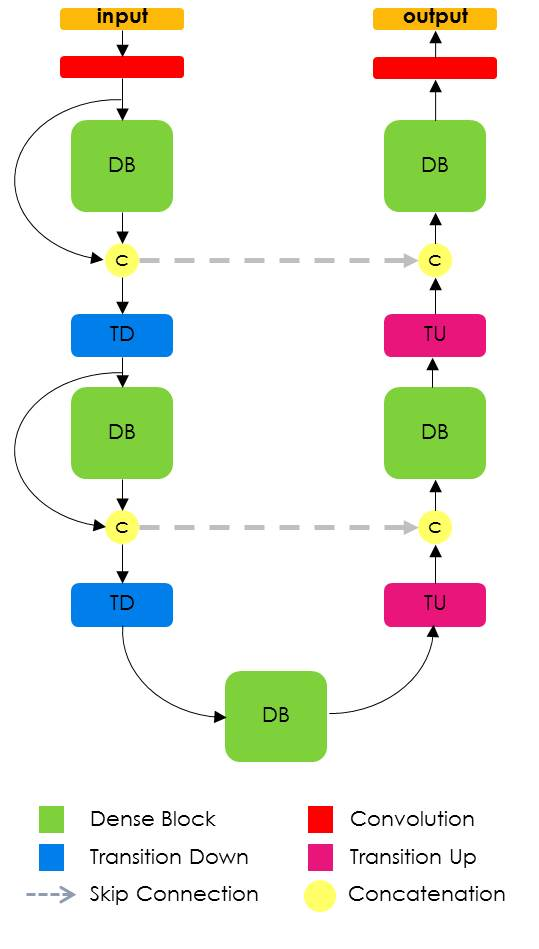 input
output
DB
DB
C
C
TD
TU
DB
DB
C
C
TD
TU
DB
Dense Block
Convolution
Transition Down
Transition Up
Skip Connection
Concatenation